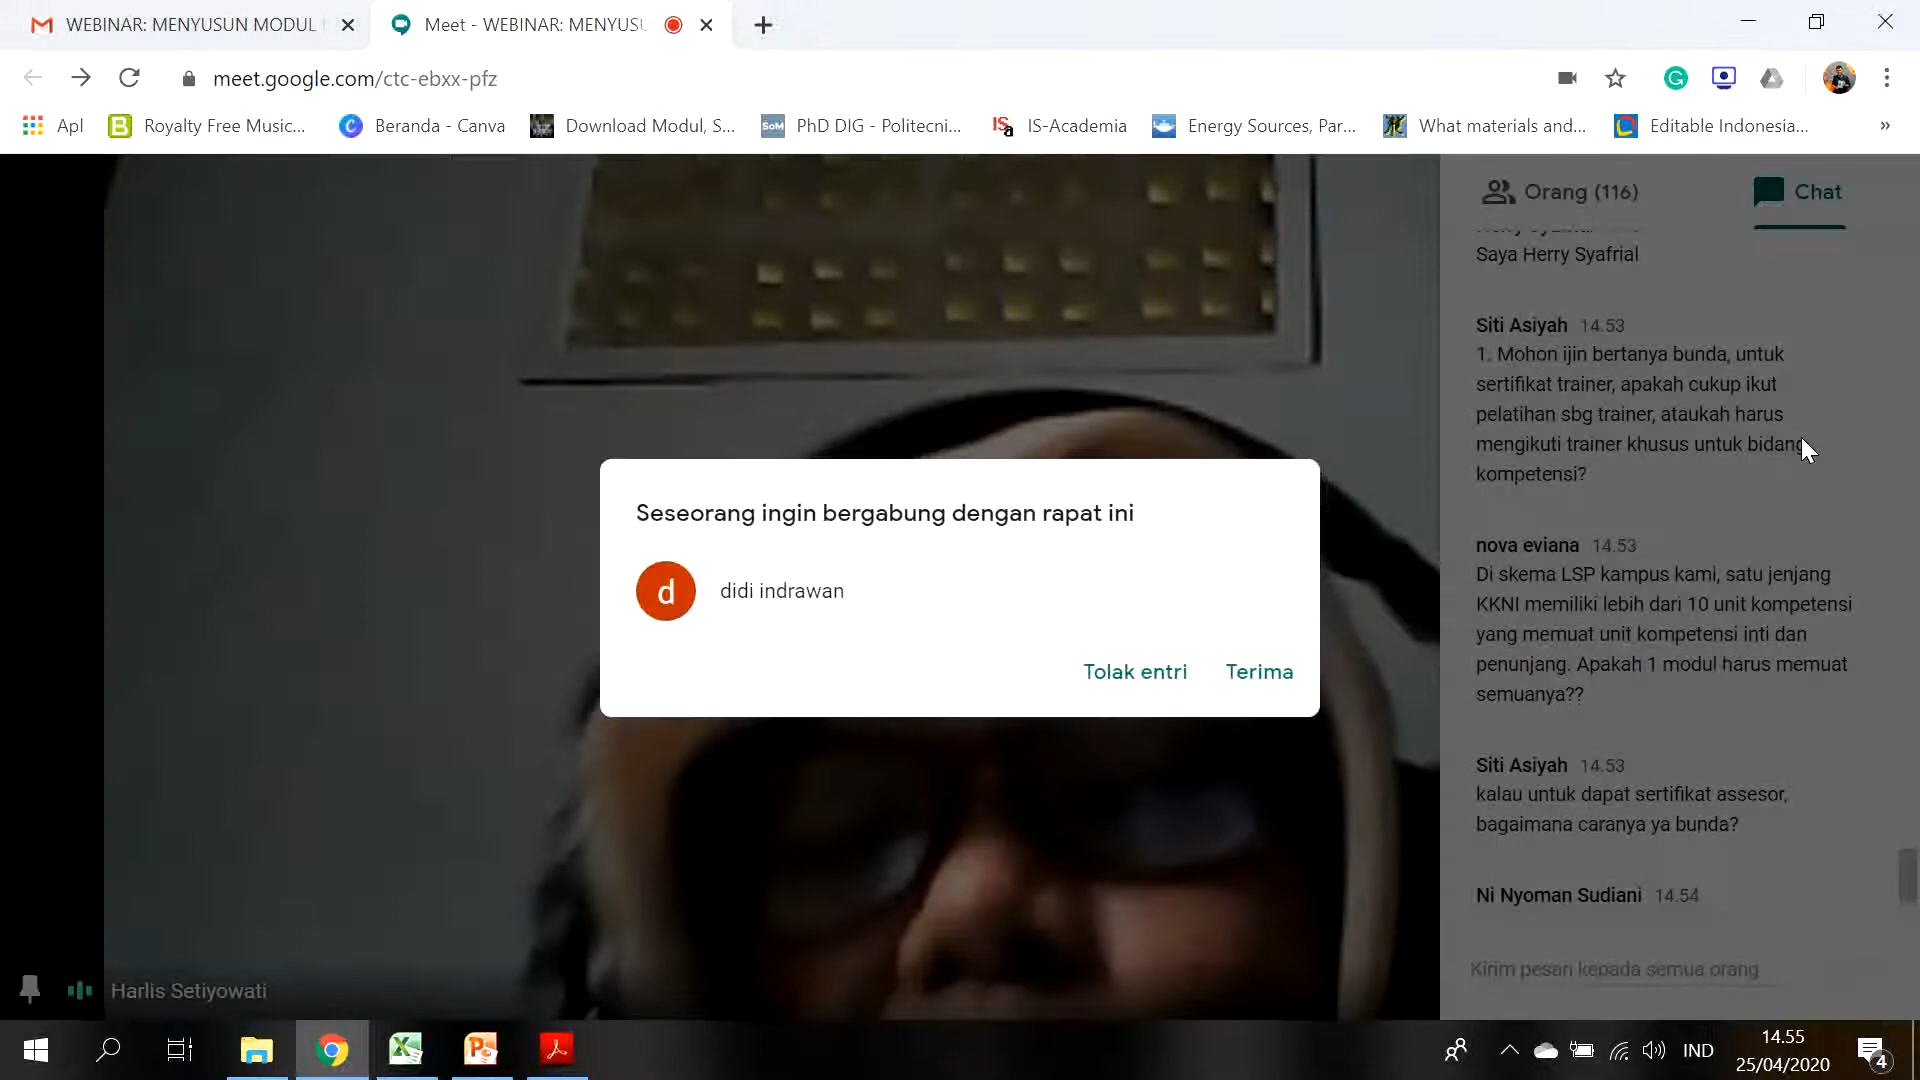 WEBINAR: MENYUSUN MODUL
Meet - WEBINAR: MENYUSU
meet.google.com/ctc-ebxx-pfz
Apl
Royalty Free Music...
Beranda - Canva
Download Modul, S...
SoM
PhD DIG - Politecni...
IS-Academia
Energy Sources, Par...
What materials and...
Editable Indonesia...
Orang (116)
Chat
Saya Herry Syafrial
Siti Asiyah 14.53
1. Mohon ijin bertanya bunda, untuk
sertifikat trainer, apakah cukup ikut
pelatihan sbg trainer, ataukah harus
mengikuti trainer khusus untuk bidang
kompetensi?
nova eviana 14.53
Di skema LSP kampus kami, satu jenjang
KKNI memiliki lebih dari 10 unit kompetensi
yang memuat unit kompetensi inti dan
penunjang. Apakah 1 modul harus memuat
semuanya??
Siti Asiyah 14.53
kalau untuk dapat sertifikat assesor,
bagaimana caranya ya bunda?
Ni Nyoman Sudiani 14.54
Kirim pesan kepada semua orang
Seseorang ingin bergabung dengan rapat ini
d
didi indrawan
Tolak entri
Terima
Harlis Setiyowati
IND
14.55
25/04/2020
4